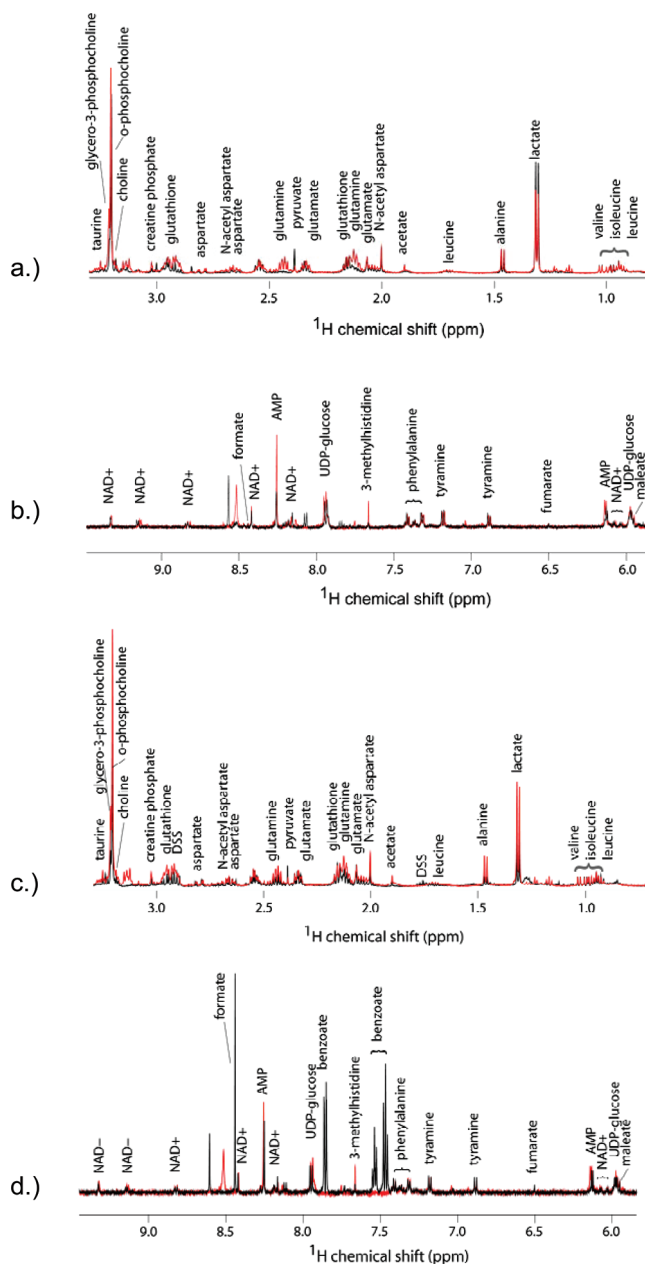 a.)
taurine
glycero-3-phosphocholine
o-phosphocholine
choline
creatine phosphate
glutathione
aspartate
N-acetyl aspartate
aspartate
glutamine
pyruvate
glutamate
glutathione
glutamine
glutamate
N-acetyl aspartate
acetate
leucine
alanine
lactate
valine
isoleucine
leucine
3.0 2.5 2.0 1.5 1.0
1H chemical shift (ppm)
b.)
NAD+
NAD+
NAD+
formate
NAD+
AMP
NAD+
UDP-glucose
3-methylhistidine
phenylalanine
tyramine
tyramine
fumarate
AMP
NAD+
UDP-glucose
maleate
9.0 8.5 8.0 7.5 7.0 6.5 6.0
1H chemical shift (ppm)
c.)
taurine
glycero-3-phosphocholine
o-phosphocholine
choline
creatine phosphate
glutathione
DSS
aspartate
N-acetyl aspartate
aspartate
glutamine
pyruvate
glutamate
glutathione
glutamine
glutamate
N-acetyl aspartate
acetate
DSS
leucine
alanine
lactate
valine
isoleucine
leucine
3.0 2.5 2.0 1.5 1.0
1H chemical shift (ppm)
d.)
NAD–
NAD–
NAD+
formate
NAD+
AMP
NAD+
UDP-glucose
benzoate
3-methylhistidine
benzoate
phenylalanine
tyramine
tyramine
fumarate
AMP
NAD+
UDP-glucose
maleate
9.0 8.5 8.0 7.5 7.0 6.5 6.0
1H chemical shift (ppm)